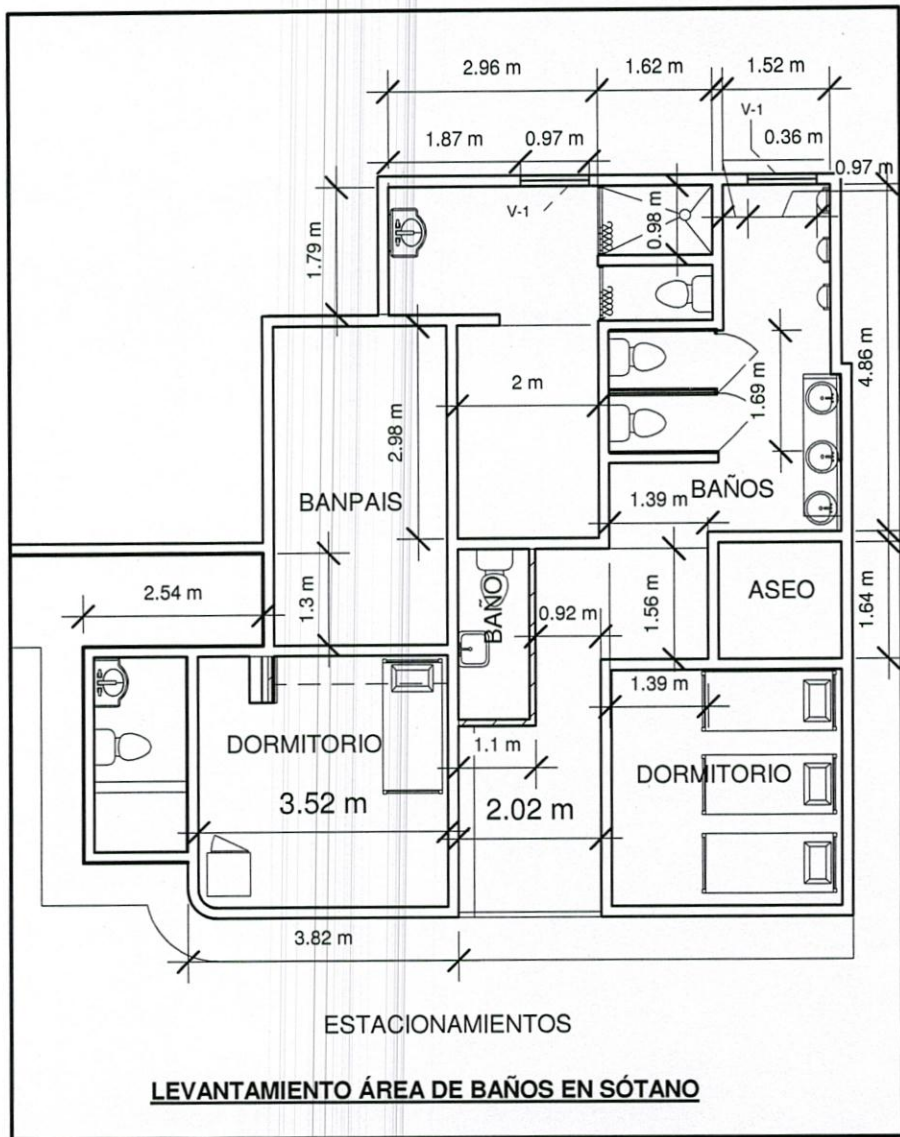 2.96 m
1.62 m
1.52 m
V-1
1.87 m
0.97 m
0.36 m
0.97 m
V-1
0.98 m
1.79 m
4.86 m
2 m
1.69 m
2.98 m
BANPAIS
BAÑOS
1.39 m
2.54 m
1.3 m
BAÑO
0.92 m
1.56 m
ASEO
1.64 m
1.39 m
DORMITORIO
1.1 m
DORMITORIO
3.52 m
2.02 m
3.82 m
ESTACIONAMIENTOS
LEVANTAMIENTO ÁREA DE BAÑOS EN SÓTANO